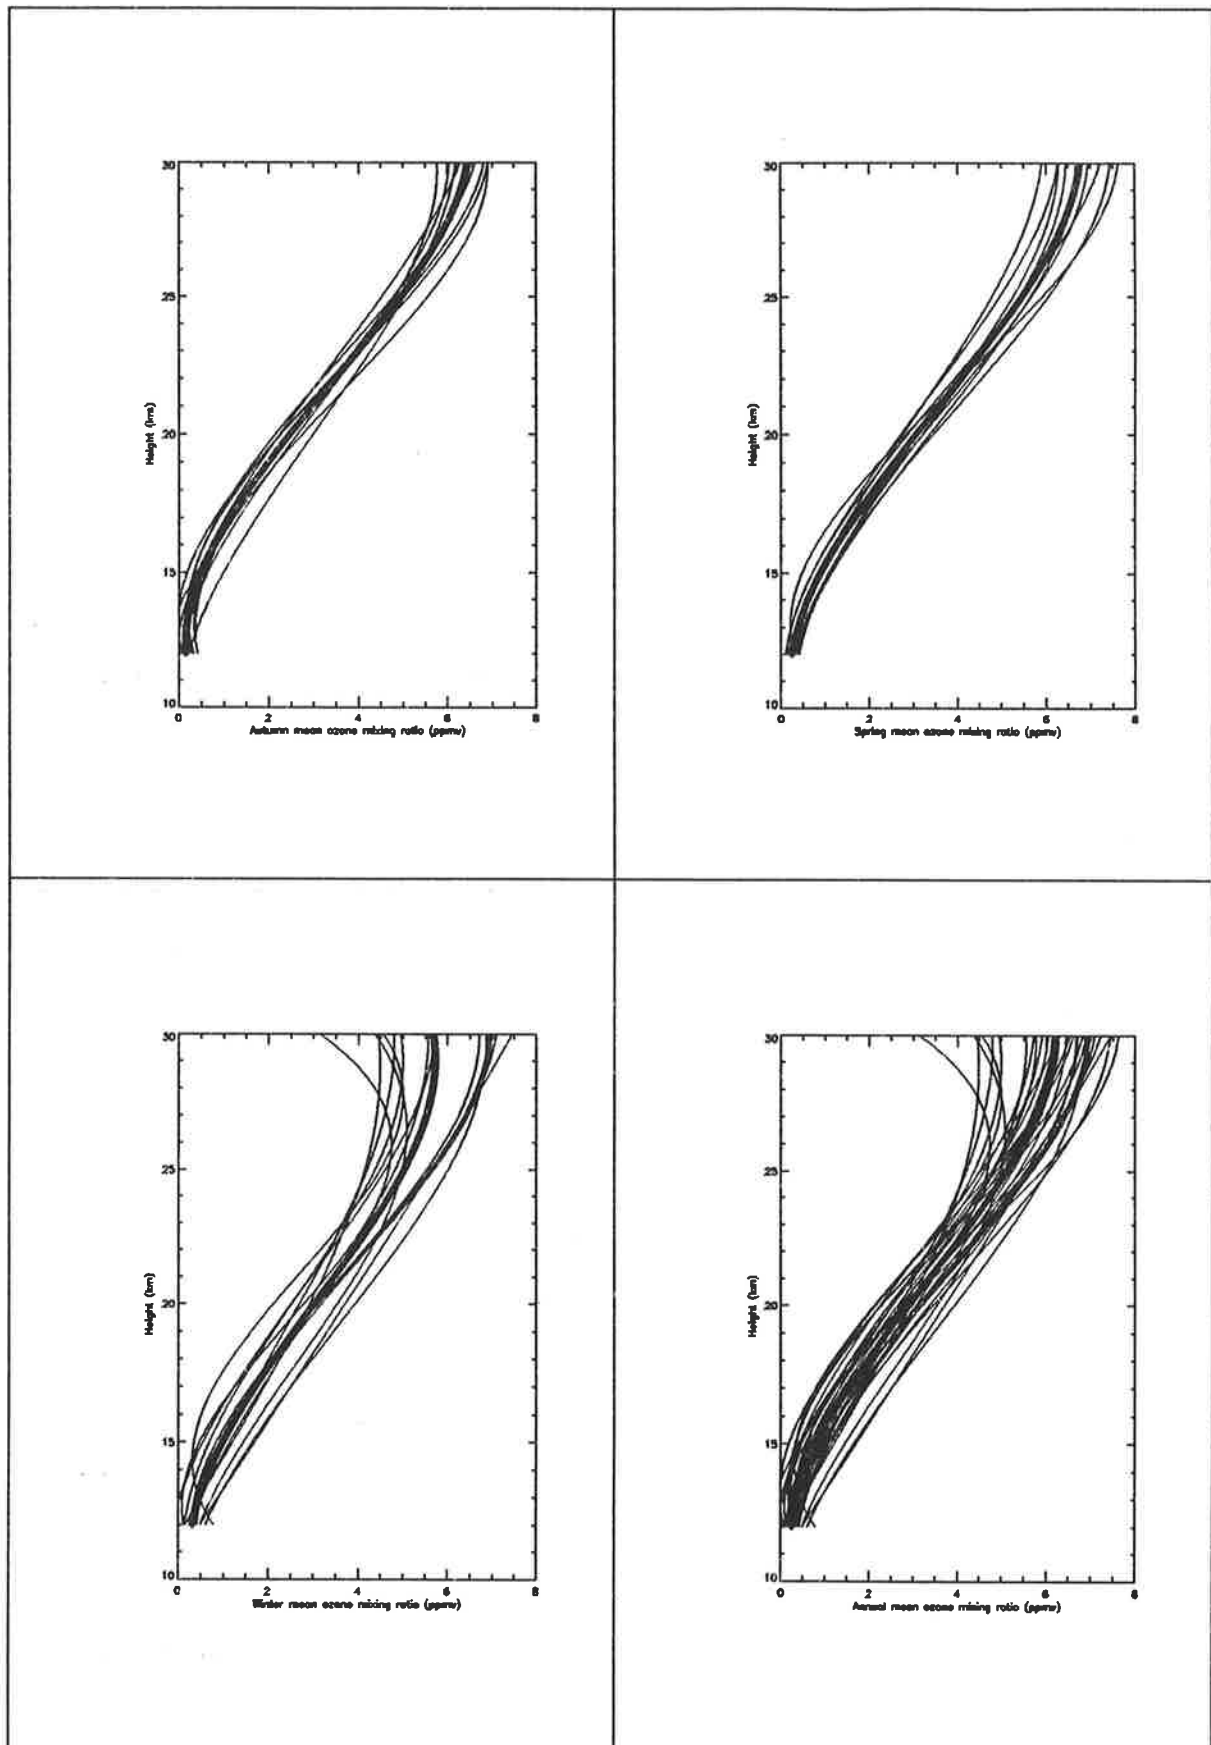 30
25
20
15
10
Height (kms)
0 2 4 6 8
Autumn mean ozone mixing ratio (ppmv)
30
25
20
15
10
Height (km)
0 2 4 6 8
Spring mean ozone mixing ratio (ppmv)
30
25
20
15
10
Height (km)
0 2 4 6 8
Winter mean ozone mixing ratio (ppmv)
30
25
20
15
10
Height (km)
0 2 4 6 8
Annual mean ozone mixing ratio (ppmv)